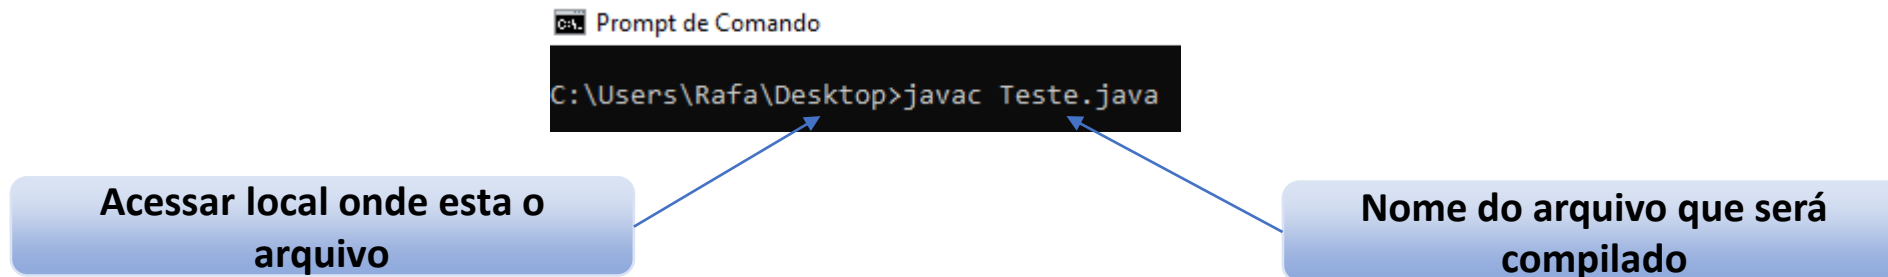 Prompt de Comando
C:\Users\Rafa\Desktop>javac Teste.java
Acessar local onde esta o
arquivo
Nome do arquivo que será
compilado